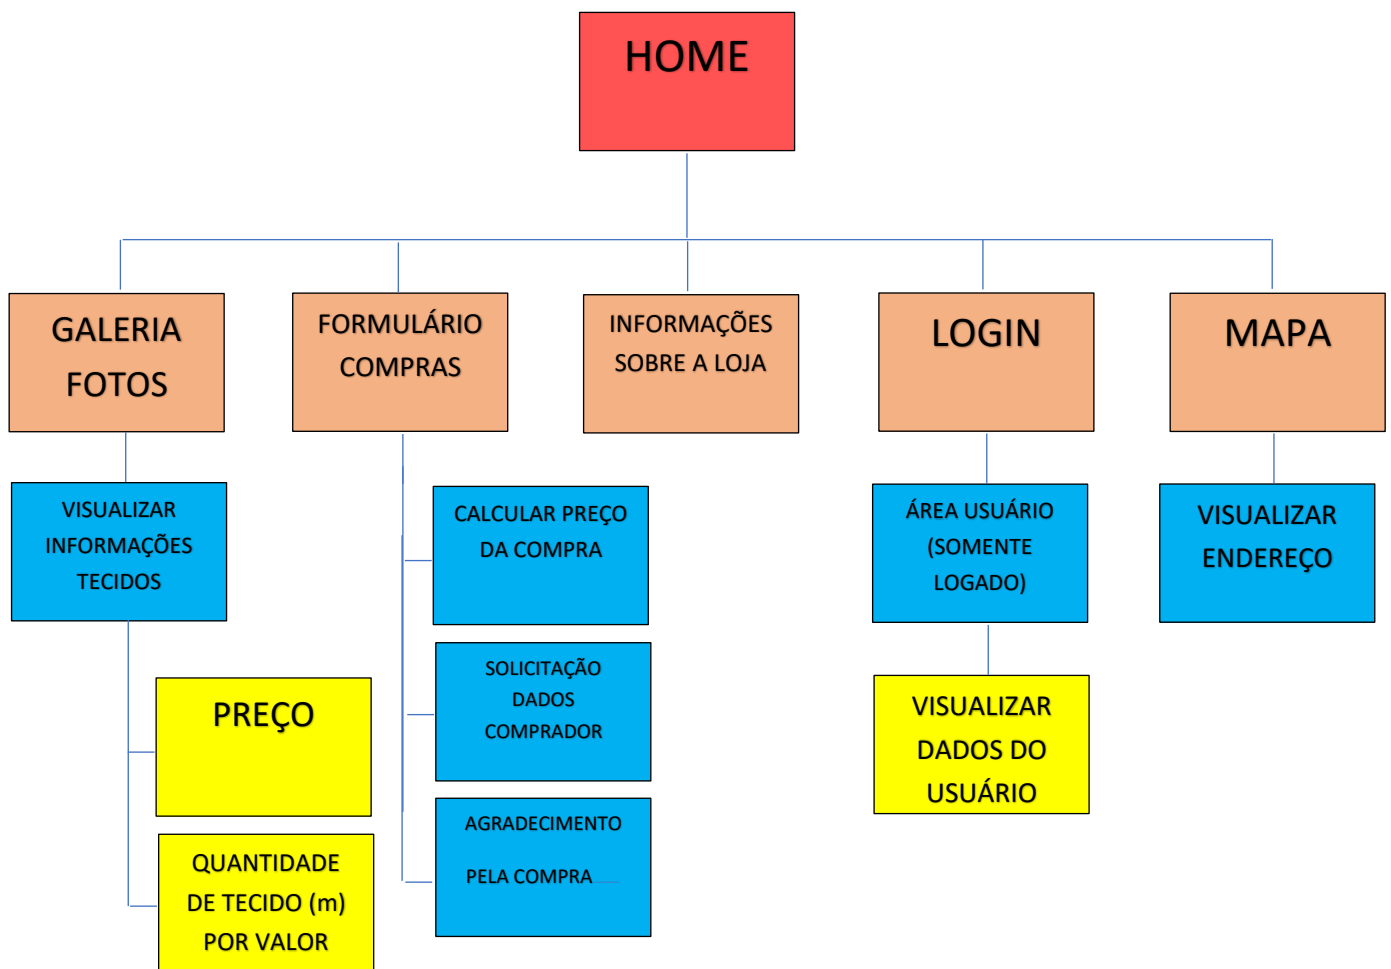 HOME
GALERIA
FOTOS
FORMULÁRIO
COMPRAS
INFORMAÇÕES
SOBRE A LOJA
LOGIN
MAPA
VISUALIZAR
INFORMAÇÕES
TECIDOS
CALCULAR PREÇO
DA COMPRA
ÁREA USUÁRIO
(SOMENTE
LOGADO)
VISUALIZAR
ENDEREÇO
PREÇO
SOLICITAÇÃO
DADOS
COMPRADOR
VISUALIZAR
DADOS DO
USUÁRIO
QUANTIDADE
DE TECIDO (m)
POR VALOR
AGRADECIMENTO
PELA COMPRA